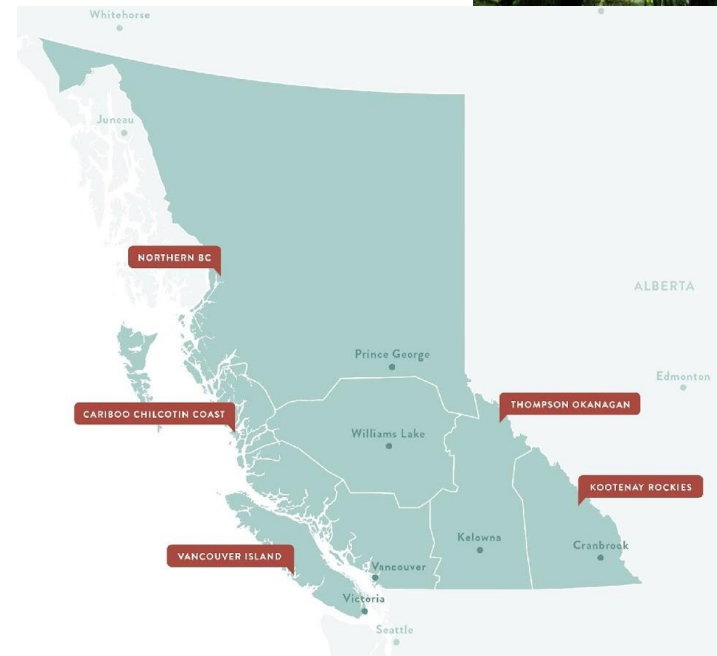 Whitehorse
Juneau
NORTHERN BC
ALBERTA
Prince George
Edmonton
THOMPSON OKANAGAN
CARIBOO CHILCOTIN COAST
Williams Lake
KOOTENAY ROCKIES
Kelowna
Cranbrook
VANCOUVER ISLAND
Vancouver
Victoria
Seattle